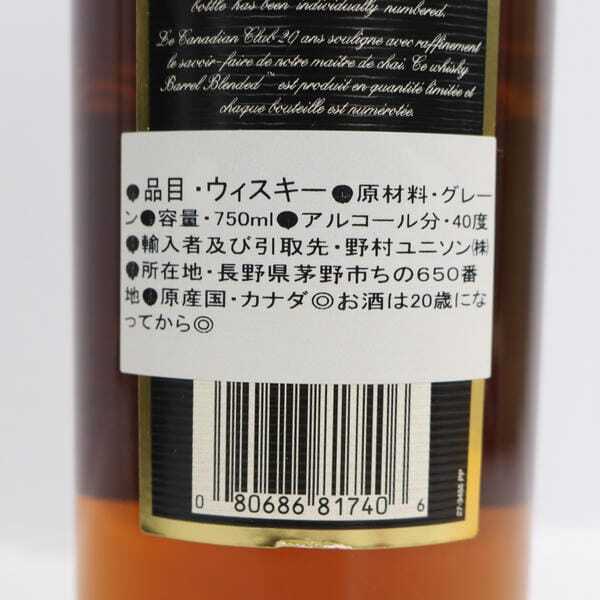 bottle has been individually numbered.
Le Canadian Club 20 ans souligne avec raffinement
le savoir-faire de notre maître de chai. Ce whisky
Barrel Blended™ est produit en quantité limitée et
chaque bouteille est numérotée.
●品目・ウィスキー●原材料・グレー
ン●容量・750ml●アルコール分・40度
●輸入者及び引取先・野村ユニソン㈱
●所在地・長野県茅野市ちの650番
地●原産国・カナダ◎お酒は20歳にな
ってから◎
0 80686 81740 6